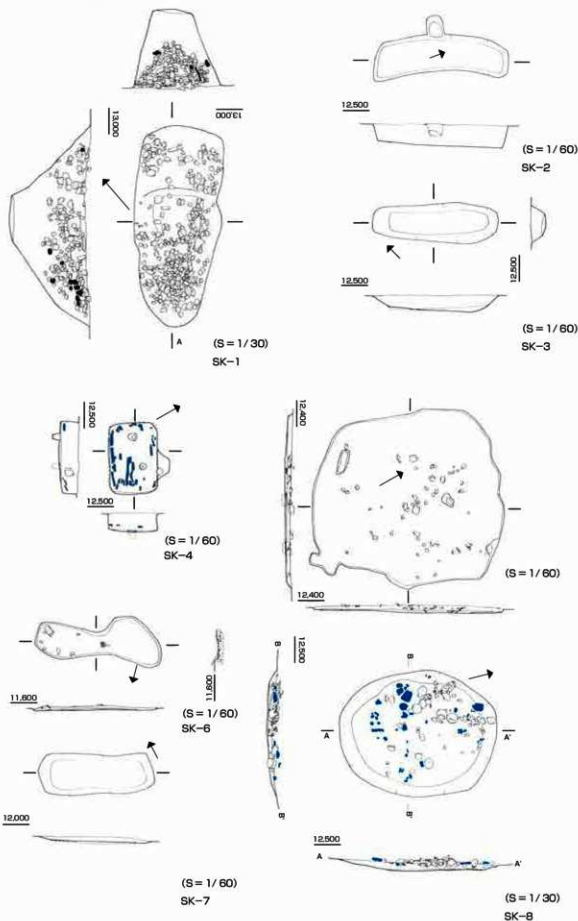 13,000
13,000
A
(S=1/30)
SK-1
12,500
(S=1/60)
SK-2
12,500
12,500
(S=1/60)
SK-3
12,500
12,500
(S=1/60)
SK-4
12,400
12,400
(S=1/60)
11,600
11,600
(S=1/60)
SK-6
12,000
(S=1/60)
SK-7
B
B'
12,500
B
B'
A
A'
12,500
A
A'
(S=1/30)
SK-8